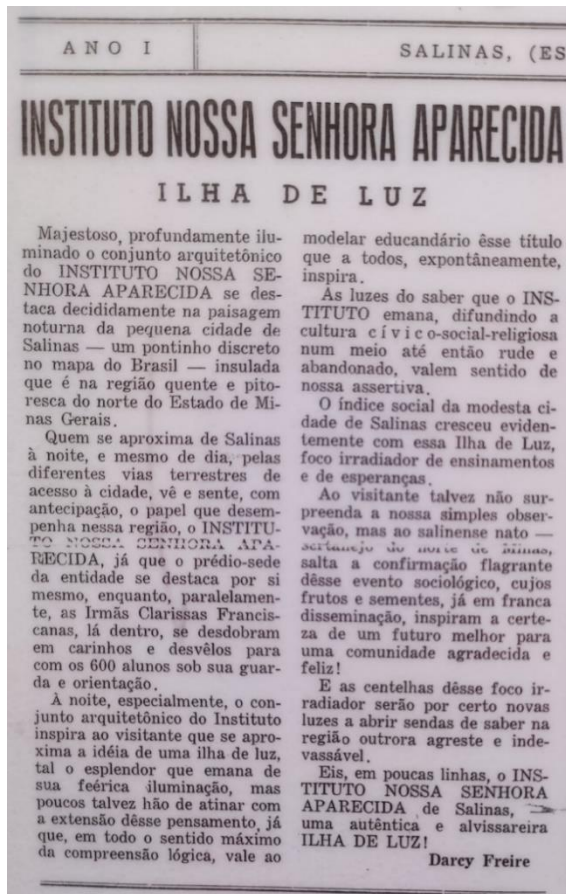 ANO I
SALINAS, (ES
INSTITUTO NOSSA SENHORA APARECIDA
ILHA DE LUZ
Majestoso, profundamente ilu-
minado o conjunto arquitetônico
do INSTITUTO NOSSA SE-
NHORA APARECIDA se des-
taca decididamente na paisagem
noturna da pequena cidade de
Salinas — um pontinho discreto
no mapa do Brasil — insulada
que é na região quente e pito-
resca do norte do Estado de Mi-
nas Gerais.
Quem se aproxima de Salinas
à noite, e mesmo de dia, pelas
diferentes vias terrestres de
acesso à cidade, vê e sente, com
antecipação, o papel que desem-
penha nessa região, o INSTITU-
TO NOSSA SENHORA APA-
RECIDA, já que o prédio-sede
da entidade se destaca por si
mesmo, enquanto, paralelamen-
te, as Irmãs Clarissas Francis-
canas, lá dentro, se desdobram
em carinhos e desvêlos para
com os 600 alunos sob sua guar-
da e orientação.
À noite, especialmente, o con-
junto arquitetônico do Instituto
inspira ao visitante que se apro-
xima a idéia de uma ilha de luz,
tal o esplendor que emana de
sua feérica iluminação, mas
poucos talvez hão de atinar com
a extensão dêsse pensamento, já
que, em todo o sentido máximo
da compreensão lógica, vale ao
modelar educandário êsse título
que a todos, expontâneamente,
inspira.
As luzes do saber que o INS-
TITUTO emana, difundindo a
cultura cívico-social-religiosa
num meio até então rude e
abandonado, valem sentido de
nossa assertiva.
O índice social da modesta ci-
dade de Salinas cresceu eviden-
temente com essa Ilha de Luz,
foco irradiador de ensinamentos
e de esperanças.
Ao visitante talvez não sur-
preenda a nossa simples obser-
vação, mas ao salinense nato —
sertanejo do norte de Minas,
salta a confirmação flagrante
dêsse evento sociológico, cujos
frutos e sementes, já em franca
disseminação, inspiram a certe-
za de um futuro melhor para
uma comunidade agradecida e
feliz!
E as centelhas dêsse foco ir-
radiador serão por certo novas
luzes a abrir sendas de saber na
região outrora agreste e inde-
vassável.
Eis, em poucas linhas, o INS-
TITUTO NOSSA SENHORA
APARECIDA de Salinas,
uma autêntica e alvissareira
ILHA DE LUZ!
Darcy Freire